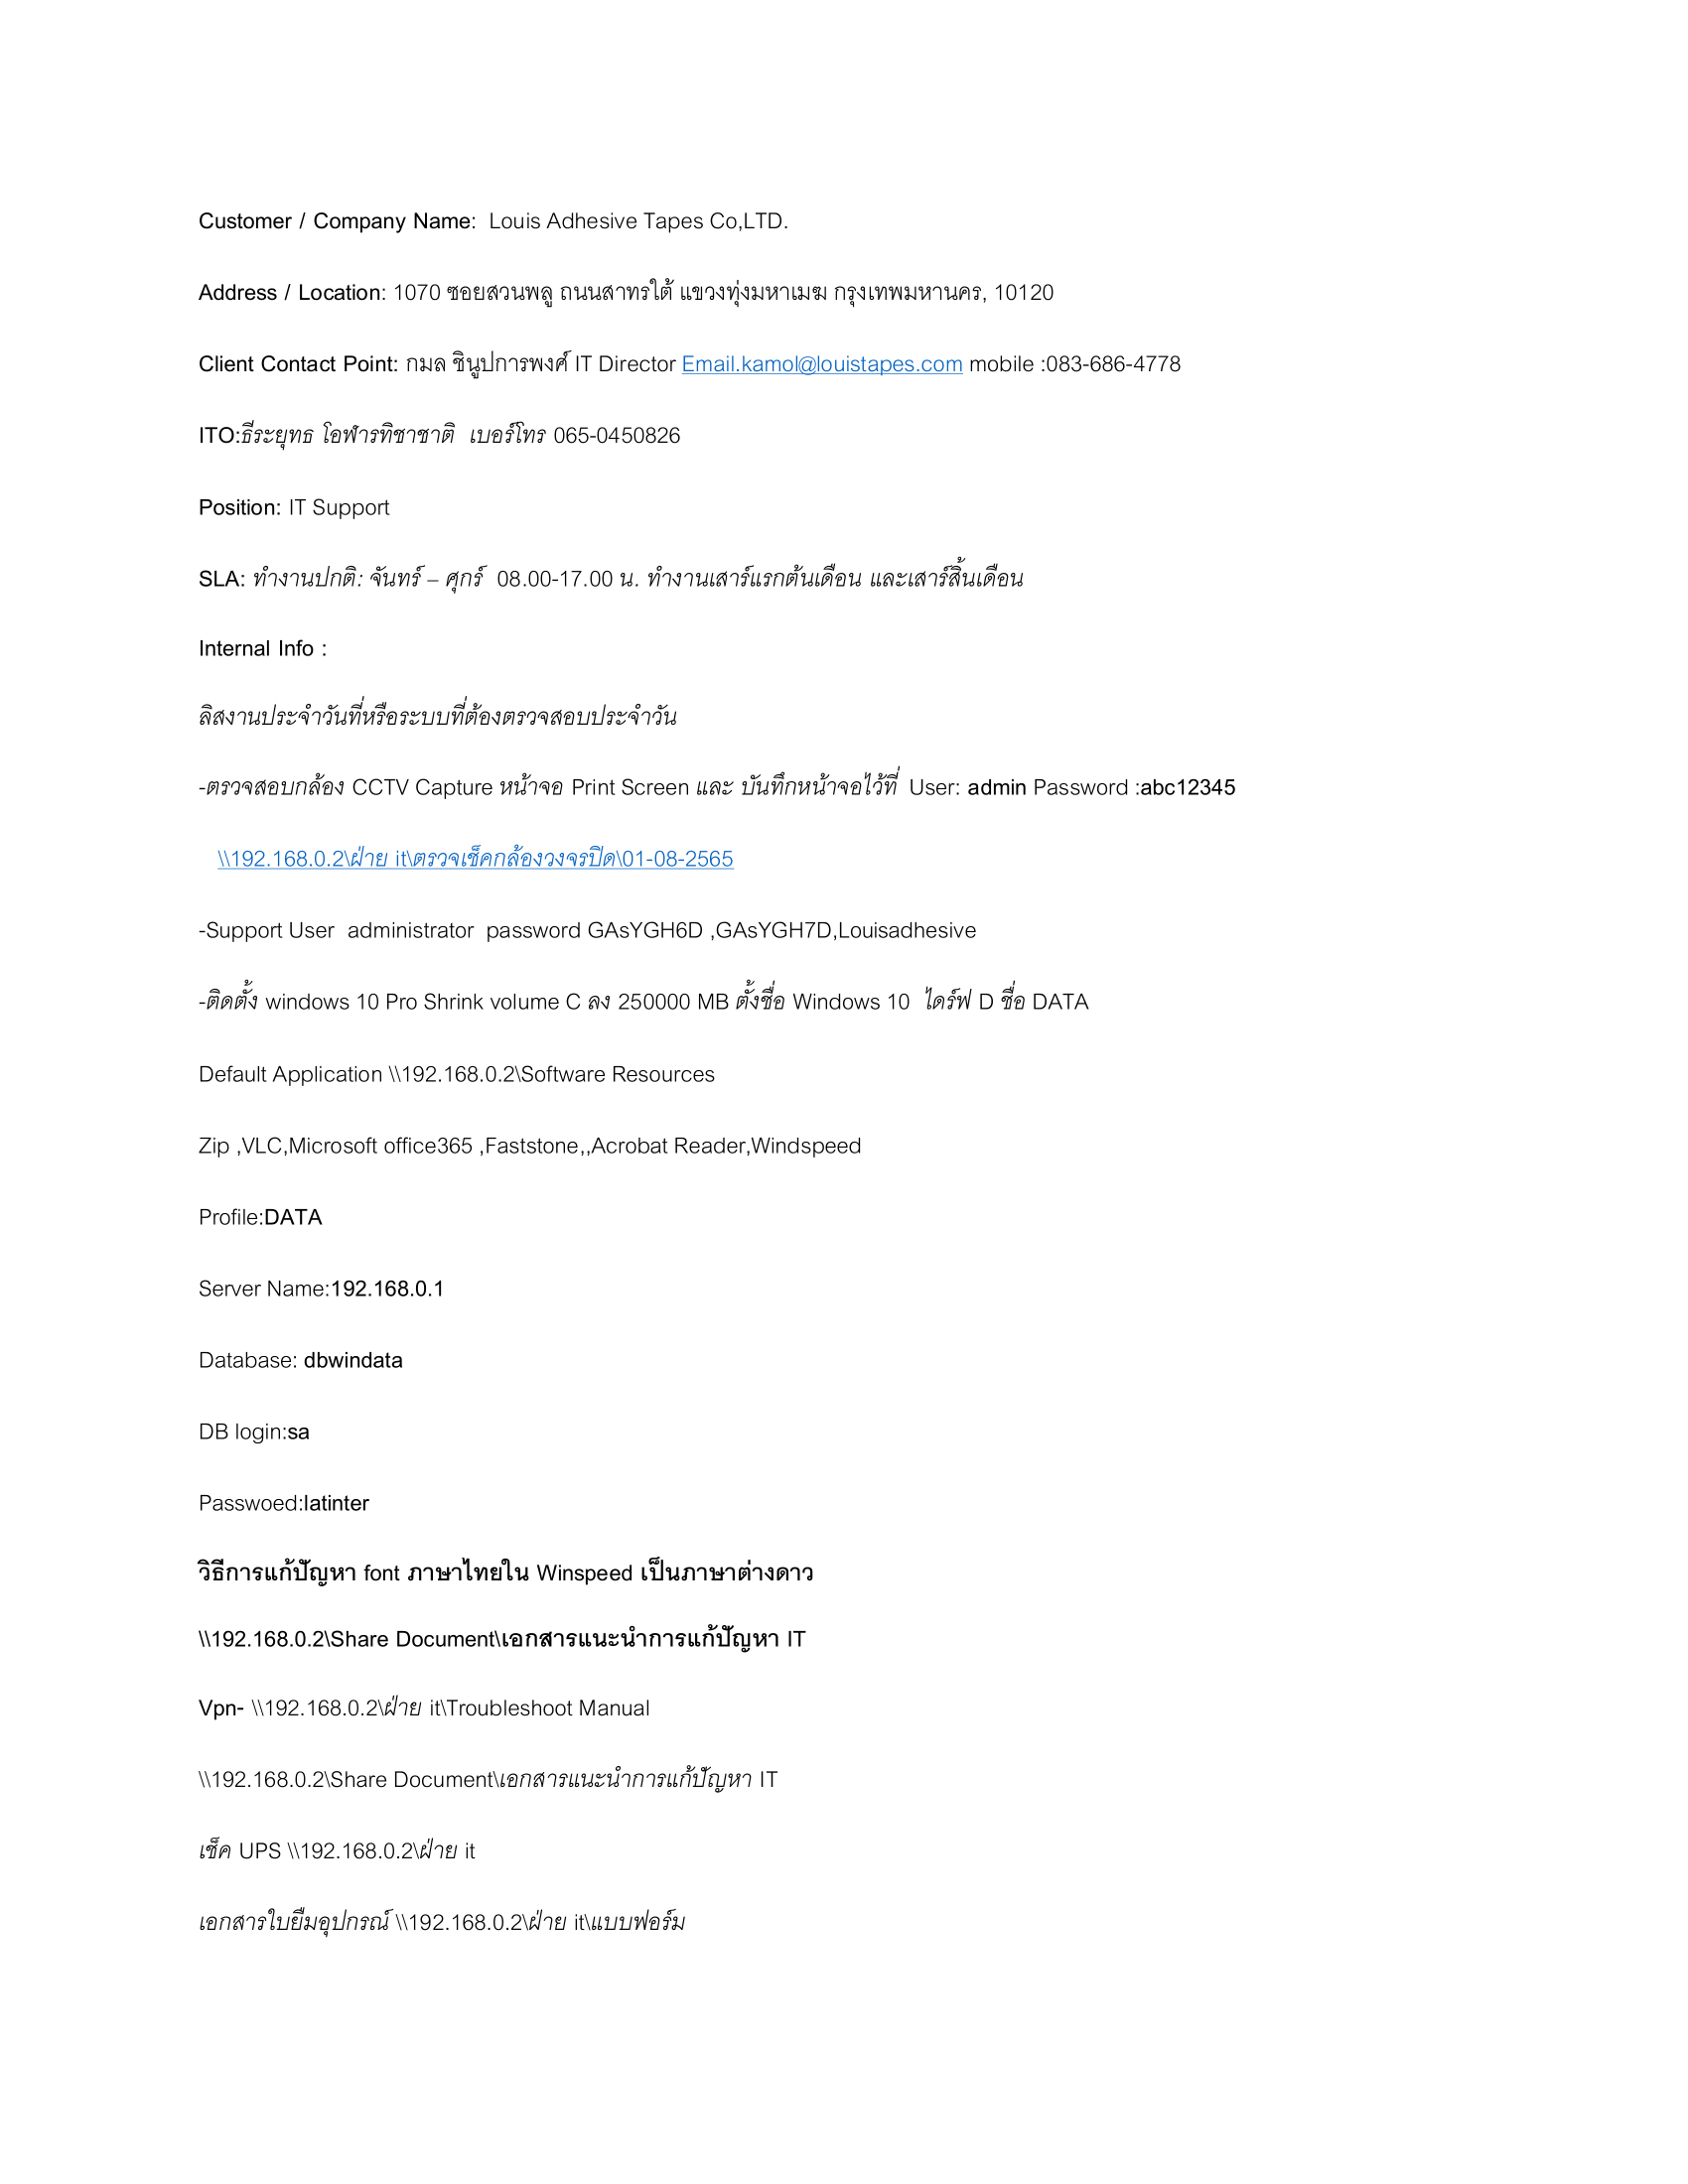 Customer / Company Name:  Louis Adhesive Tapes Co,LTD.
Address / Location: 1070 ซอยสวนพลู ถนนสาทรใต้ แขวงทุ่งมหาเมฆ กรุงเทพมหานคร, 10120
Client Contact Point: กมล ชินูปการพงศ์ IT Director Email.kamol@louistapes.com mobile :083-686-4778
ITO:ธีระยุทธ โอฬารทิชาชาติ  เบอร์โทร 065-0450826
Position: IT Support
SLA: ทำงานปกติ: จันทร์ – ศุกร์  08.00-17.00 น. ทำงานเสาร์แรกต้นเดือน และเสาร์สิ้นเดือน
Internal Info :
ลิสงานประจำวันที่หรือระบบที่ต้องตรวจสอบประจำวัน
-ตรวจสอบกล้อง CCTV Capture หน้าจอ Print Screen และ บันทึกหน้าจอไว้ที่  User: admin Password :abc12345
\\192.168.0.2\ฝ่าย it\ตรวจเช็คกล้องวงจรปิด\01-08-2565
-Support User  administrator  password GAsYGH6D ,GAsYGH7D,Louisadhesive
-ติดตั้ง windows 10 Pro Shrink volume C ลง 250000 MB ตั้งชื่อ Windows 10  ไดร์ฟ D ชื่อ DATA
Default Application \\192.168.0.2\Software Resources
Zip ,VLC,Microsoft office365 ,Faststone,,Acrobat Reader,Windspeed
Profile:DATA
Server Name:192.168.0.1
Database: dbwindata
DB login:sa
Passwoed:latinter
วิธีการแก้ปัญหา font ภาษาไทยใน Winspeed เป็นภาษาต่างดาว
\\192.168.0.2\Share Document\เอกสารแนะนำการแก้ปัญหา IT
Vpn- \\192.168.0.2\ฝ่าย it\Troubleshoot Manual
\\192.168.0.2\Share Document\เอกสารแนะนำการแก้ปัญหา IT
เช็ค UPS \\192.168.0.2\ฝ่าย it
เอกสารใบยืมอุปกรณ์ \\192.168.0.2\ฝ่าย it\แบบฟอร์ม